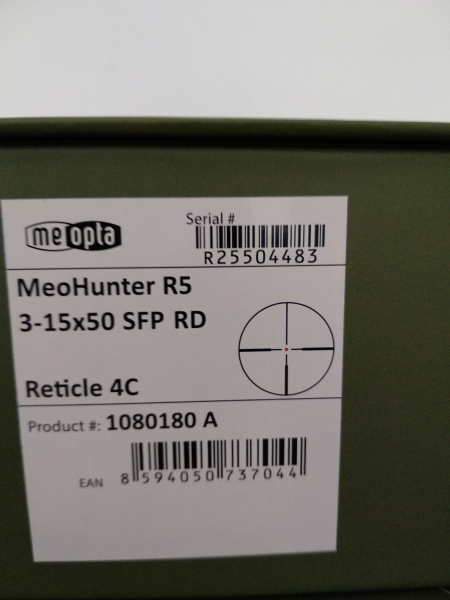 meopta
Serial #
R25504483
MeoHunter R5
3-15x50 SFP RD
Reticle 4C
Product #: 1080180 A
EAN 8 594050 737044